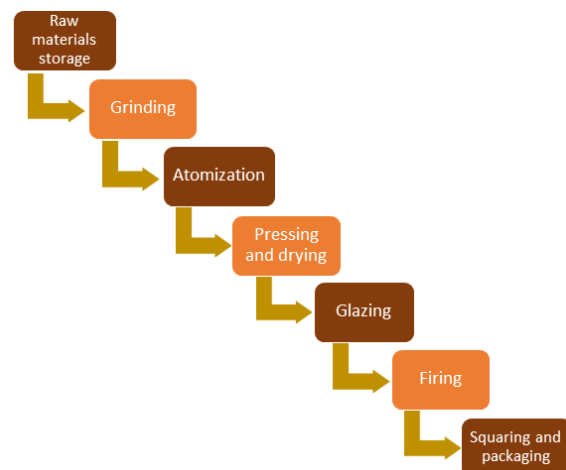 Raw
materials
storage
Grinding
Atomization
Pressing
and drying
Glazing
Firing
Squaring and
packaging